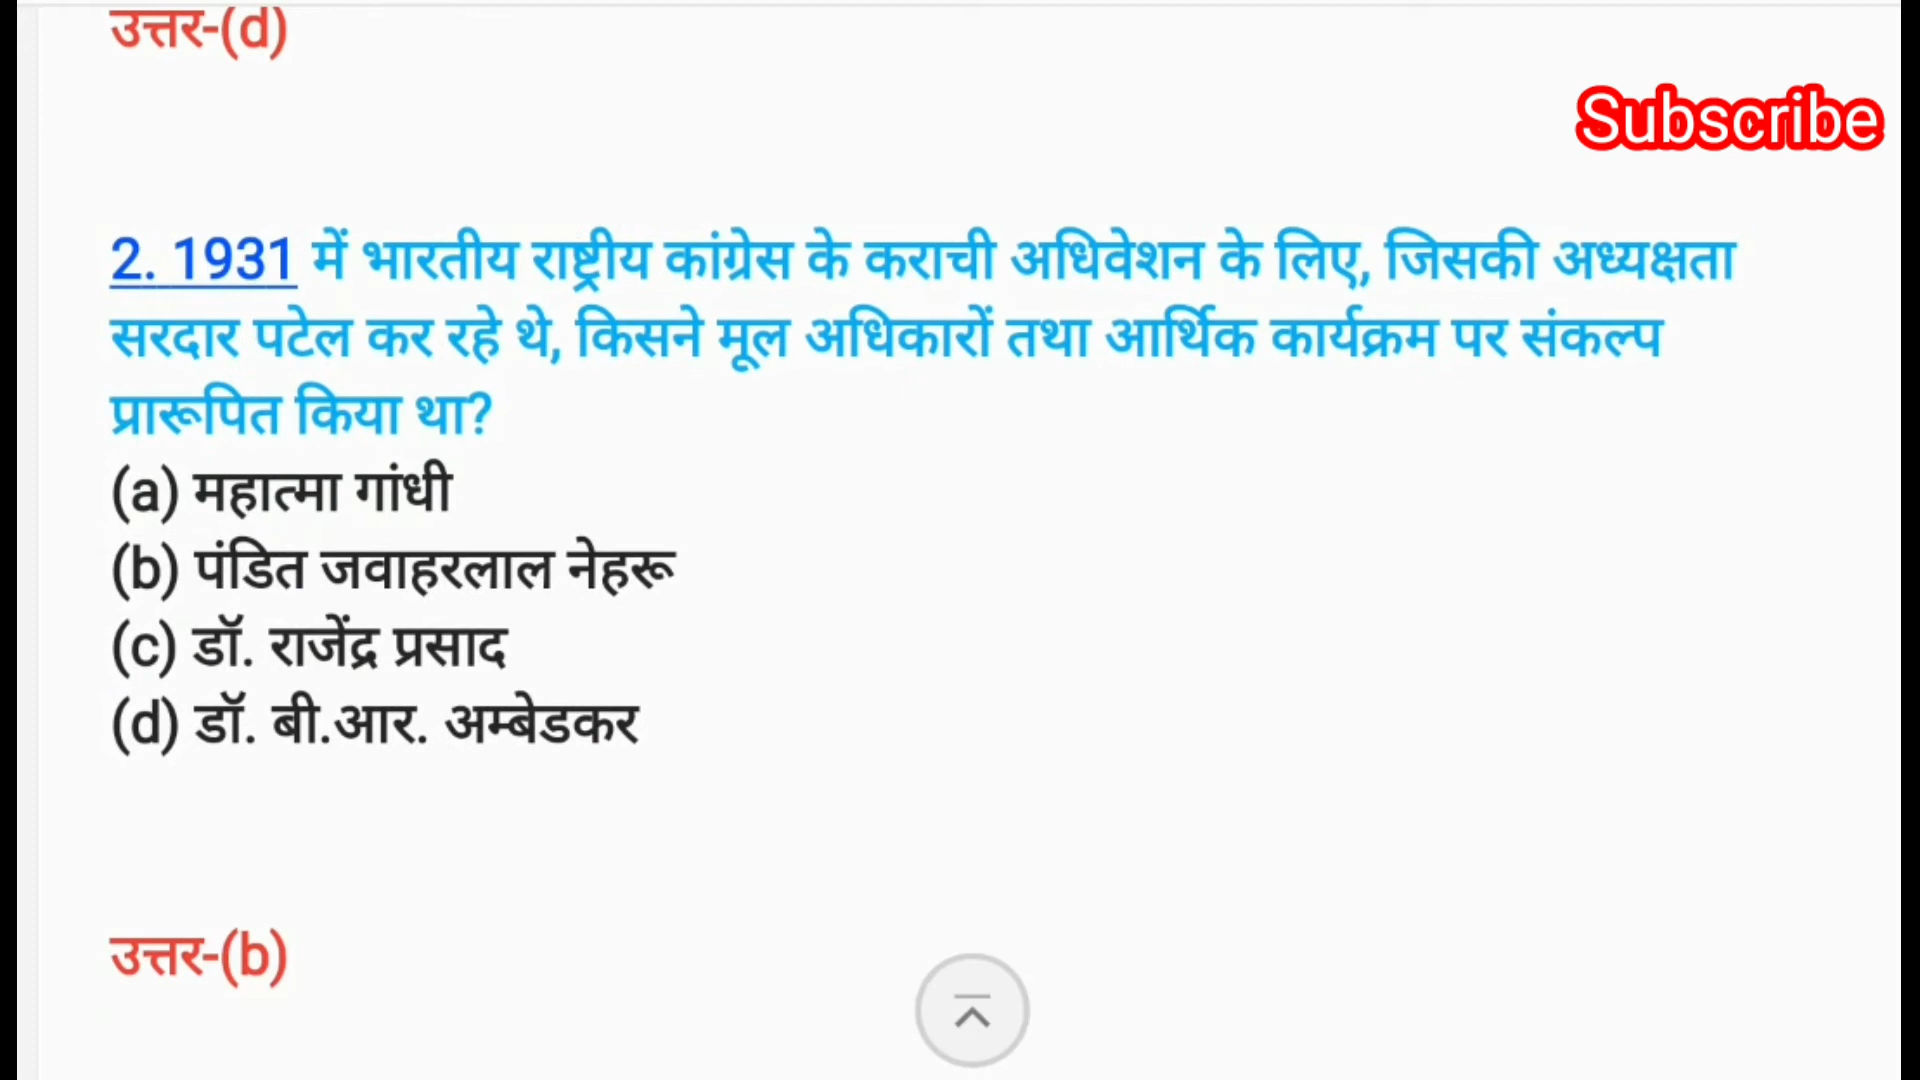 उत्तर-(d)
Subscribe
2. 1931 में भारतीय राष्ट्रीय कांग्रेस के कराची अधिवेशन के लिए, जिसकी अध्यक्षता
सरदार पटेल कर रहे थे, किसने मूल अधिकारों तथा आर्थिक कार्यक्रम पर संकल्प
प्रारूपित किया था?
(a) महात्मा गांधी
(b) पंडित जवाहरलाल नेहरू
(c) डॉ. राजेंद्र प्रसाद
(d) डॉ. बी.आर. अम्बेडकर
उत्तर-(b)